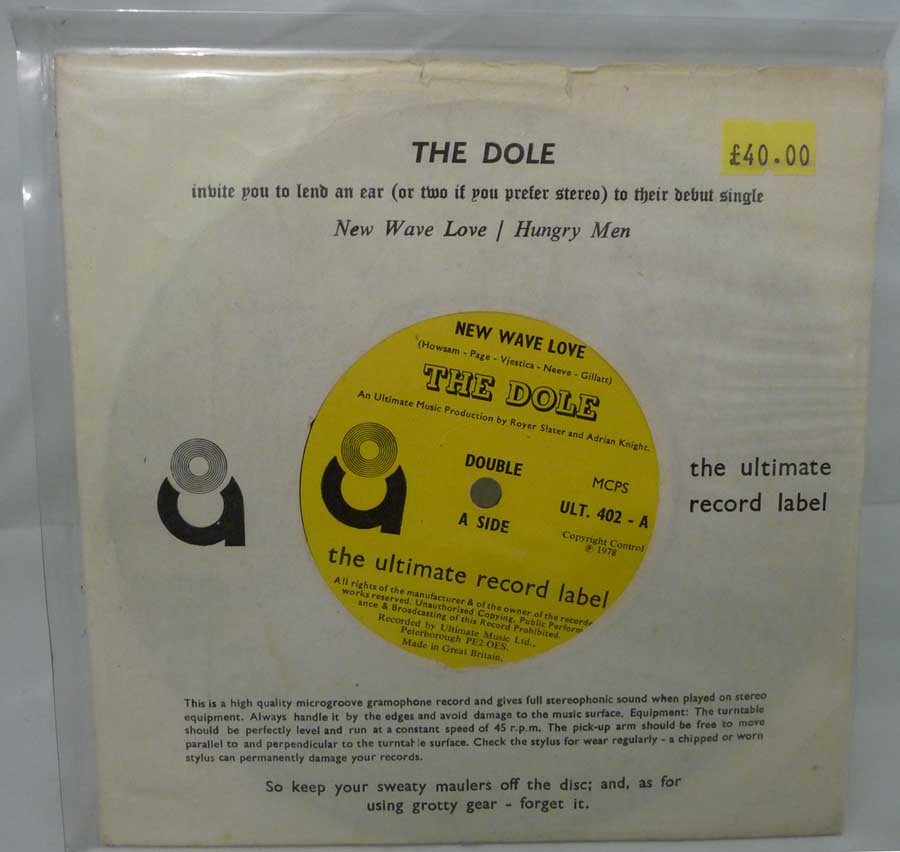 THE DOLE
£40.00
invite you to lend an ear (or two if you prefer stereo) to their debut single
New Wave Love / Hungry Men
NEW WAVE LOVE
(Howsam - Page - Vjestica - Neeve - Gillatt)
THE DOLE
An Ultimate Music Production by Royer Slater and Adrian Knight.
DOUBLE
A SIDE
MCPS
ULT. 402 - A
Copyright Control
℗ 1978
the ultimate record label
All rights of the manufacturer & of the owner of the recorde
works reserved. Unauthorised Copying, Public Perform
ance & Broadcasting of this Record Prohibited.
Recorded by Ultimate Music Ltd.,
Peterborough PE2 OES.
Made in Great Britain.
the ultimate
record label
This is a high quality microgroove gramophone record and gives full stereophonic sound when played on stereo
equipment. Always handle it by the edges and avoid damage to the music surface. Equipment: The turntable
should be perfectly level and run at a constant speed of 45 r.p.m. The pick-up arm should be free to move
parallel to and perpendicular to the turntable surface. Check the stylus for wear regularly - a chipped or worn
stylus can permanently damage your records.
So keep your sweaty maulers off the disc; and, as for
using grotty gear - forget it.